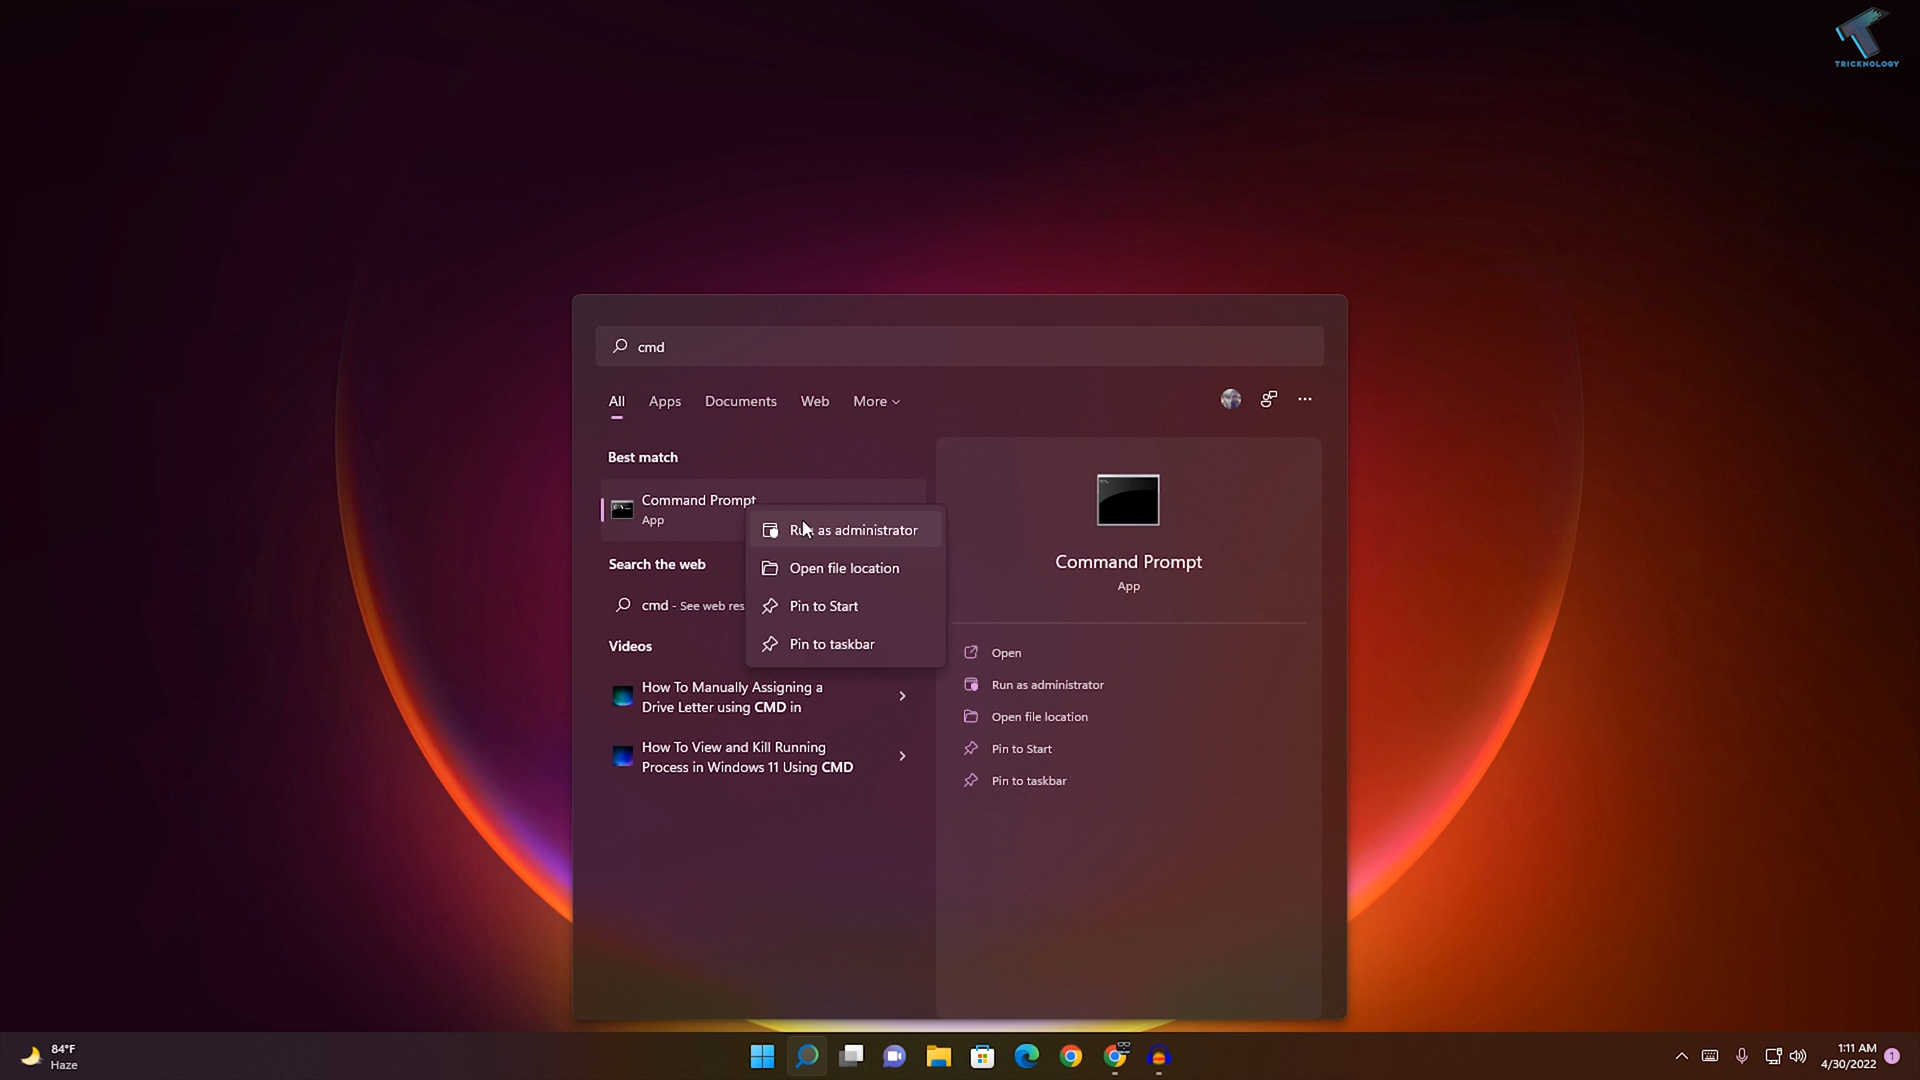 TRICKNOLOGY
cmd
All Apps Documents Web More
Best match
Command Prompt
App
Run as administrator
Open file location
Pin to Start
Pin to taskbar
Search the web
cmd - See web res
Videos
How To Manually Assigning a
Drive Letter using CMD in
How To View and Kill Running
Process in Windows 11 Using CMD
Command Prompt
App
Open
Run as administrator
Open file location
Pin to Start
Pin to taskbar
84°F
Haze
1:11 AM
4/30/2022
1